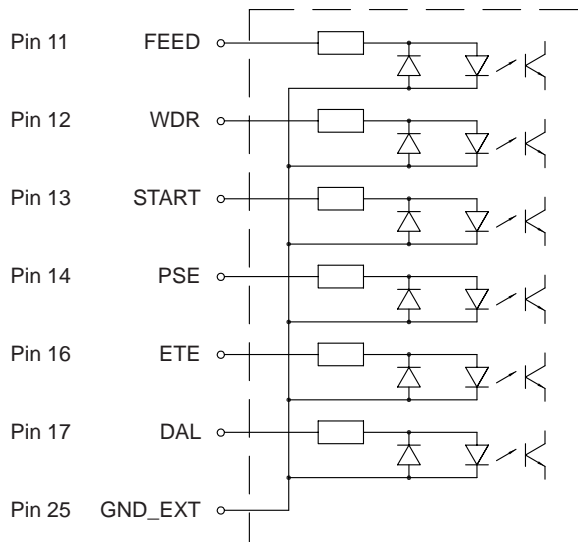 Pin 11 FEED
Pin 12 WDR
Pin 13 START
Pin 14 PSE
Pin 16 ETE
Pin 17 DAL
Pin 25 GND_EXT